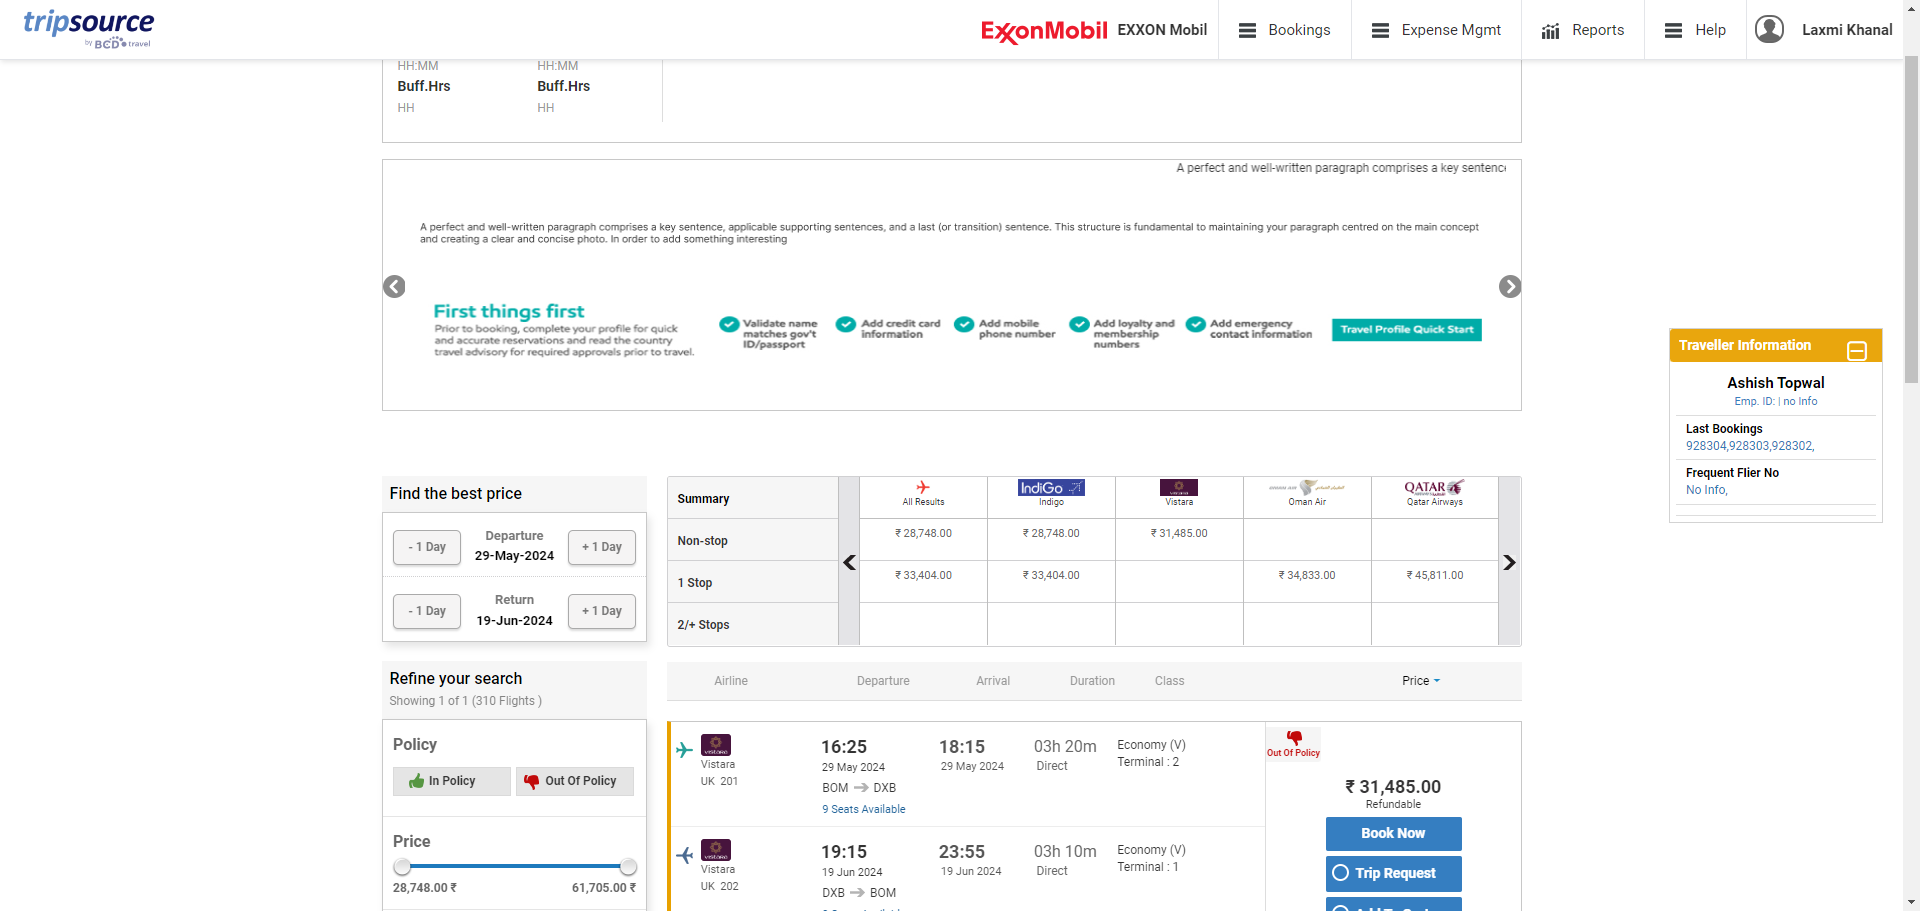 tripsource
by BCD travel
ExxonMobil EXXON Mobil
Bookings
Expense Mgmt
Reports
Help
Laxmi Khanal
HH:MM HH:MM
Buff.Hrs Buff.Hrs
HH HH
A perfect and well-written paragraph comprises a key sentence
A perfect and well-written paragraph comprises a key sentence, applicable supporting sentences, and a last (or transition) sentence. This structure is fundamental to maintaining your paragraph centred on the main concept
and creating a clear and concise photo. In order to add something interesting
First things first
Prior to booking, complete your profile for quick
and accurate reservations and read the country
travel advisory for required approvals prior to travel.
Validate name
matches gov't
ID/passport
Add credit card
information
Add mobile
phone number
Add loyalty and
membership
numbers
Add emergency
contact information
Travel Profile Quick Start
Traveller Information
Ashish Topwal
Emp. ID: | no Info
Last Bookings
928304,928303,928302,
Frequent Flier No
No Info,
Find the best price
- 1 Day
Departure
29-May-2024
+ 1 Day
- 1 Day
Return
19-Jun-2024
+ 1 Day
Summary
All Results
IndiGo
Indigo
Vistara
OMAN AIR
Oman Air
QATAR
Qatar Airways
Non-stop ₹ 28,748.00 ₹ 28,748.00 ₹ 31,485.00
1 Stop ₹ 33,404.00 ₹ 33,404.00 ₹ 34,833.00 ₹ 45,811.00
2/+ Stops
Refine your search
Showing 1 of 1 (310 Flights )
Policy
In Policy
Out Of Policy
Price
28,748.00 ₹ 61,705.00 ₹
Airline Departure Arrival Duration Class Price
Vistara
UK 201
16:25
29 May 2024
BOM DXB
9 Seats Available
18:15
29 May 2024
03h 20m
Direct
Economy (V)
Terminal : 2
Out Of Policy
₹ 31,485.00
Refundable
Book Now
Trip Request
Vistara
UK 202
19:15
19 Jun 2024
DXB BOM
23:55
19 Jun 2024
03h 10m
Direct
Economy (V)
Terminal : 1